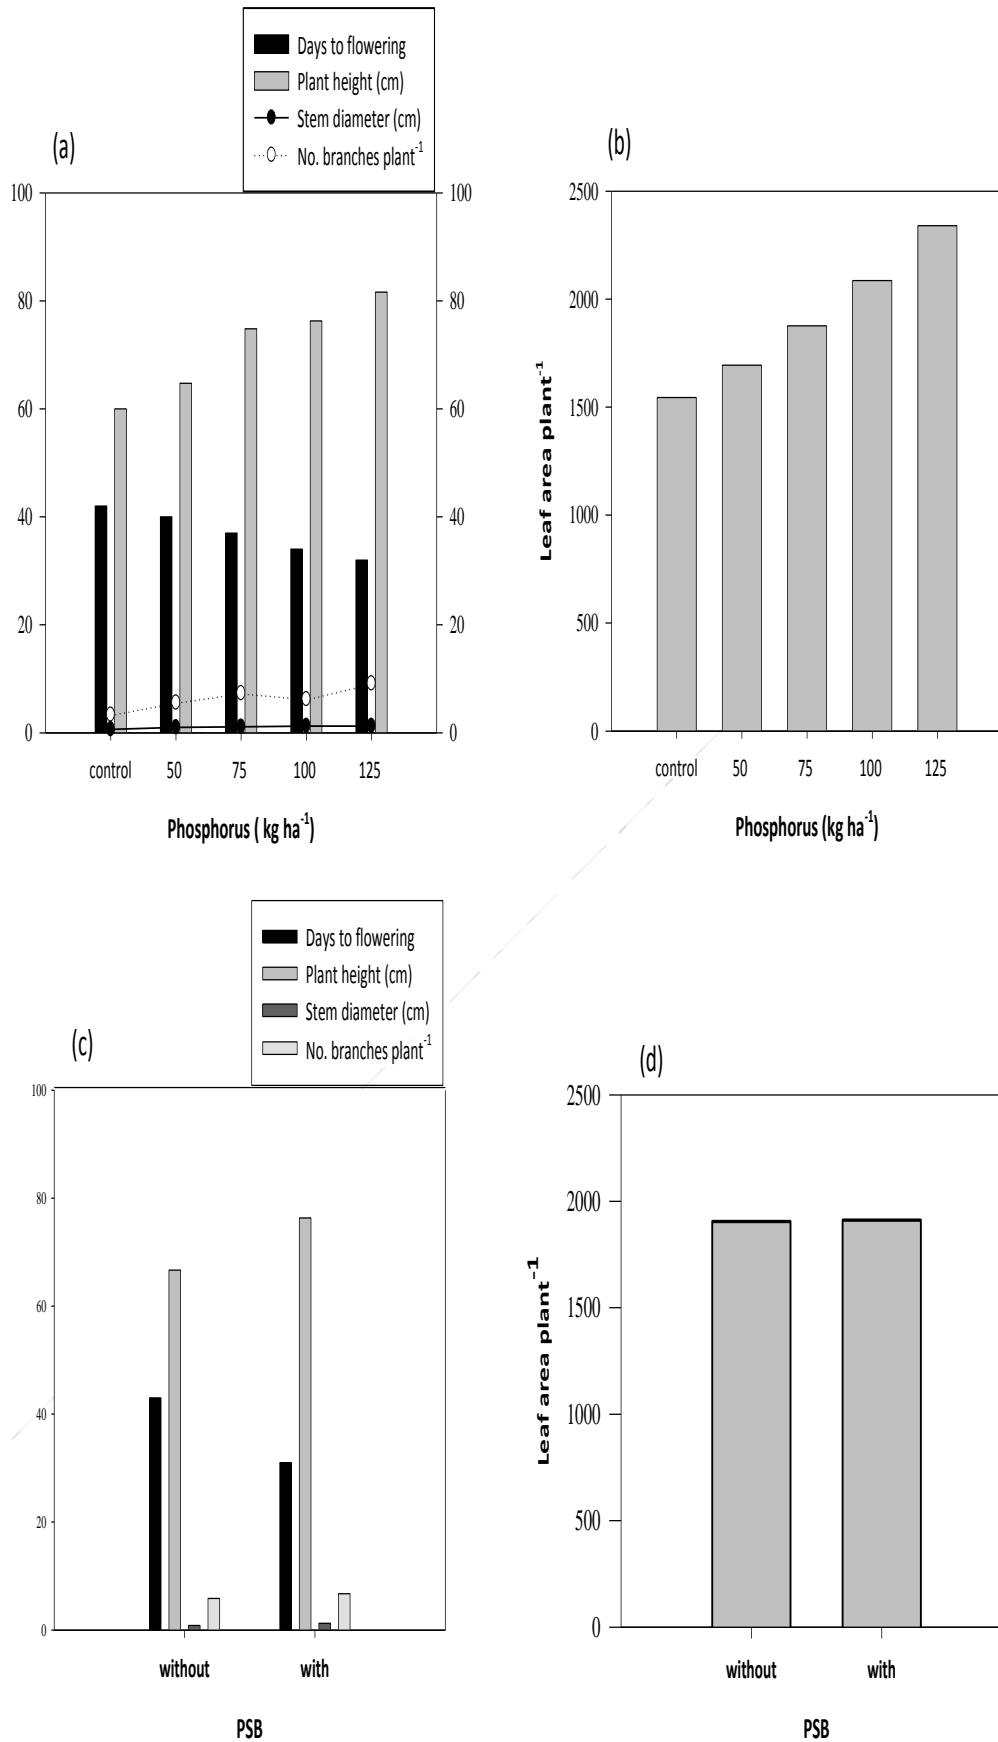 Days to flowering
Plant height (cm)
Stem diameter (cm)
No. branches plant⁻¹
(a)
100
80
60
40
20
0
100
80
60
40
20
0
control 50 75 100 125
Phosphorus ( kg ha⁻¹)
(b)
2500
2000
1500
1000
500
0
Leaf area plant⁻¹
control 50 75 100 125
Phosphorus (kg ha⁻¹)
Days to flowering
Plant height (cm)
Stem diameter (cm)
No. branches plant⁻¹
(c)
100
80
60
40
20
0
without with
PSB
(d)
2500
2000
1500
1000
500
0
Leaf area plant⁻¹
without with
PSB